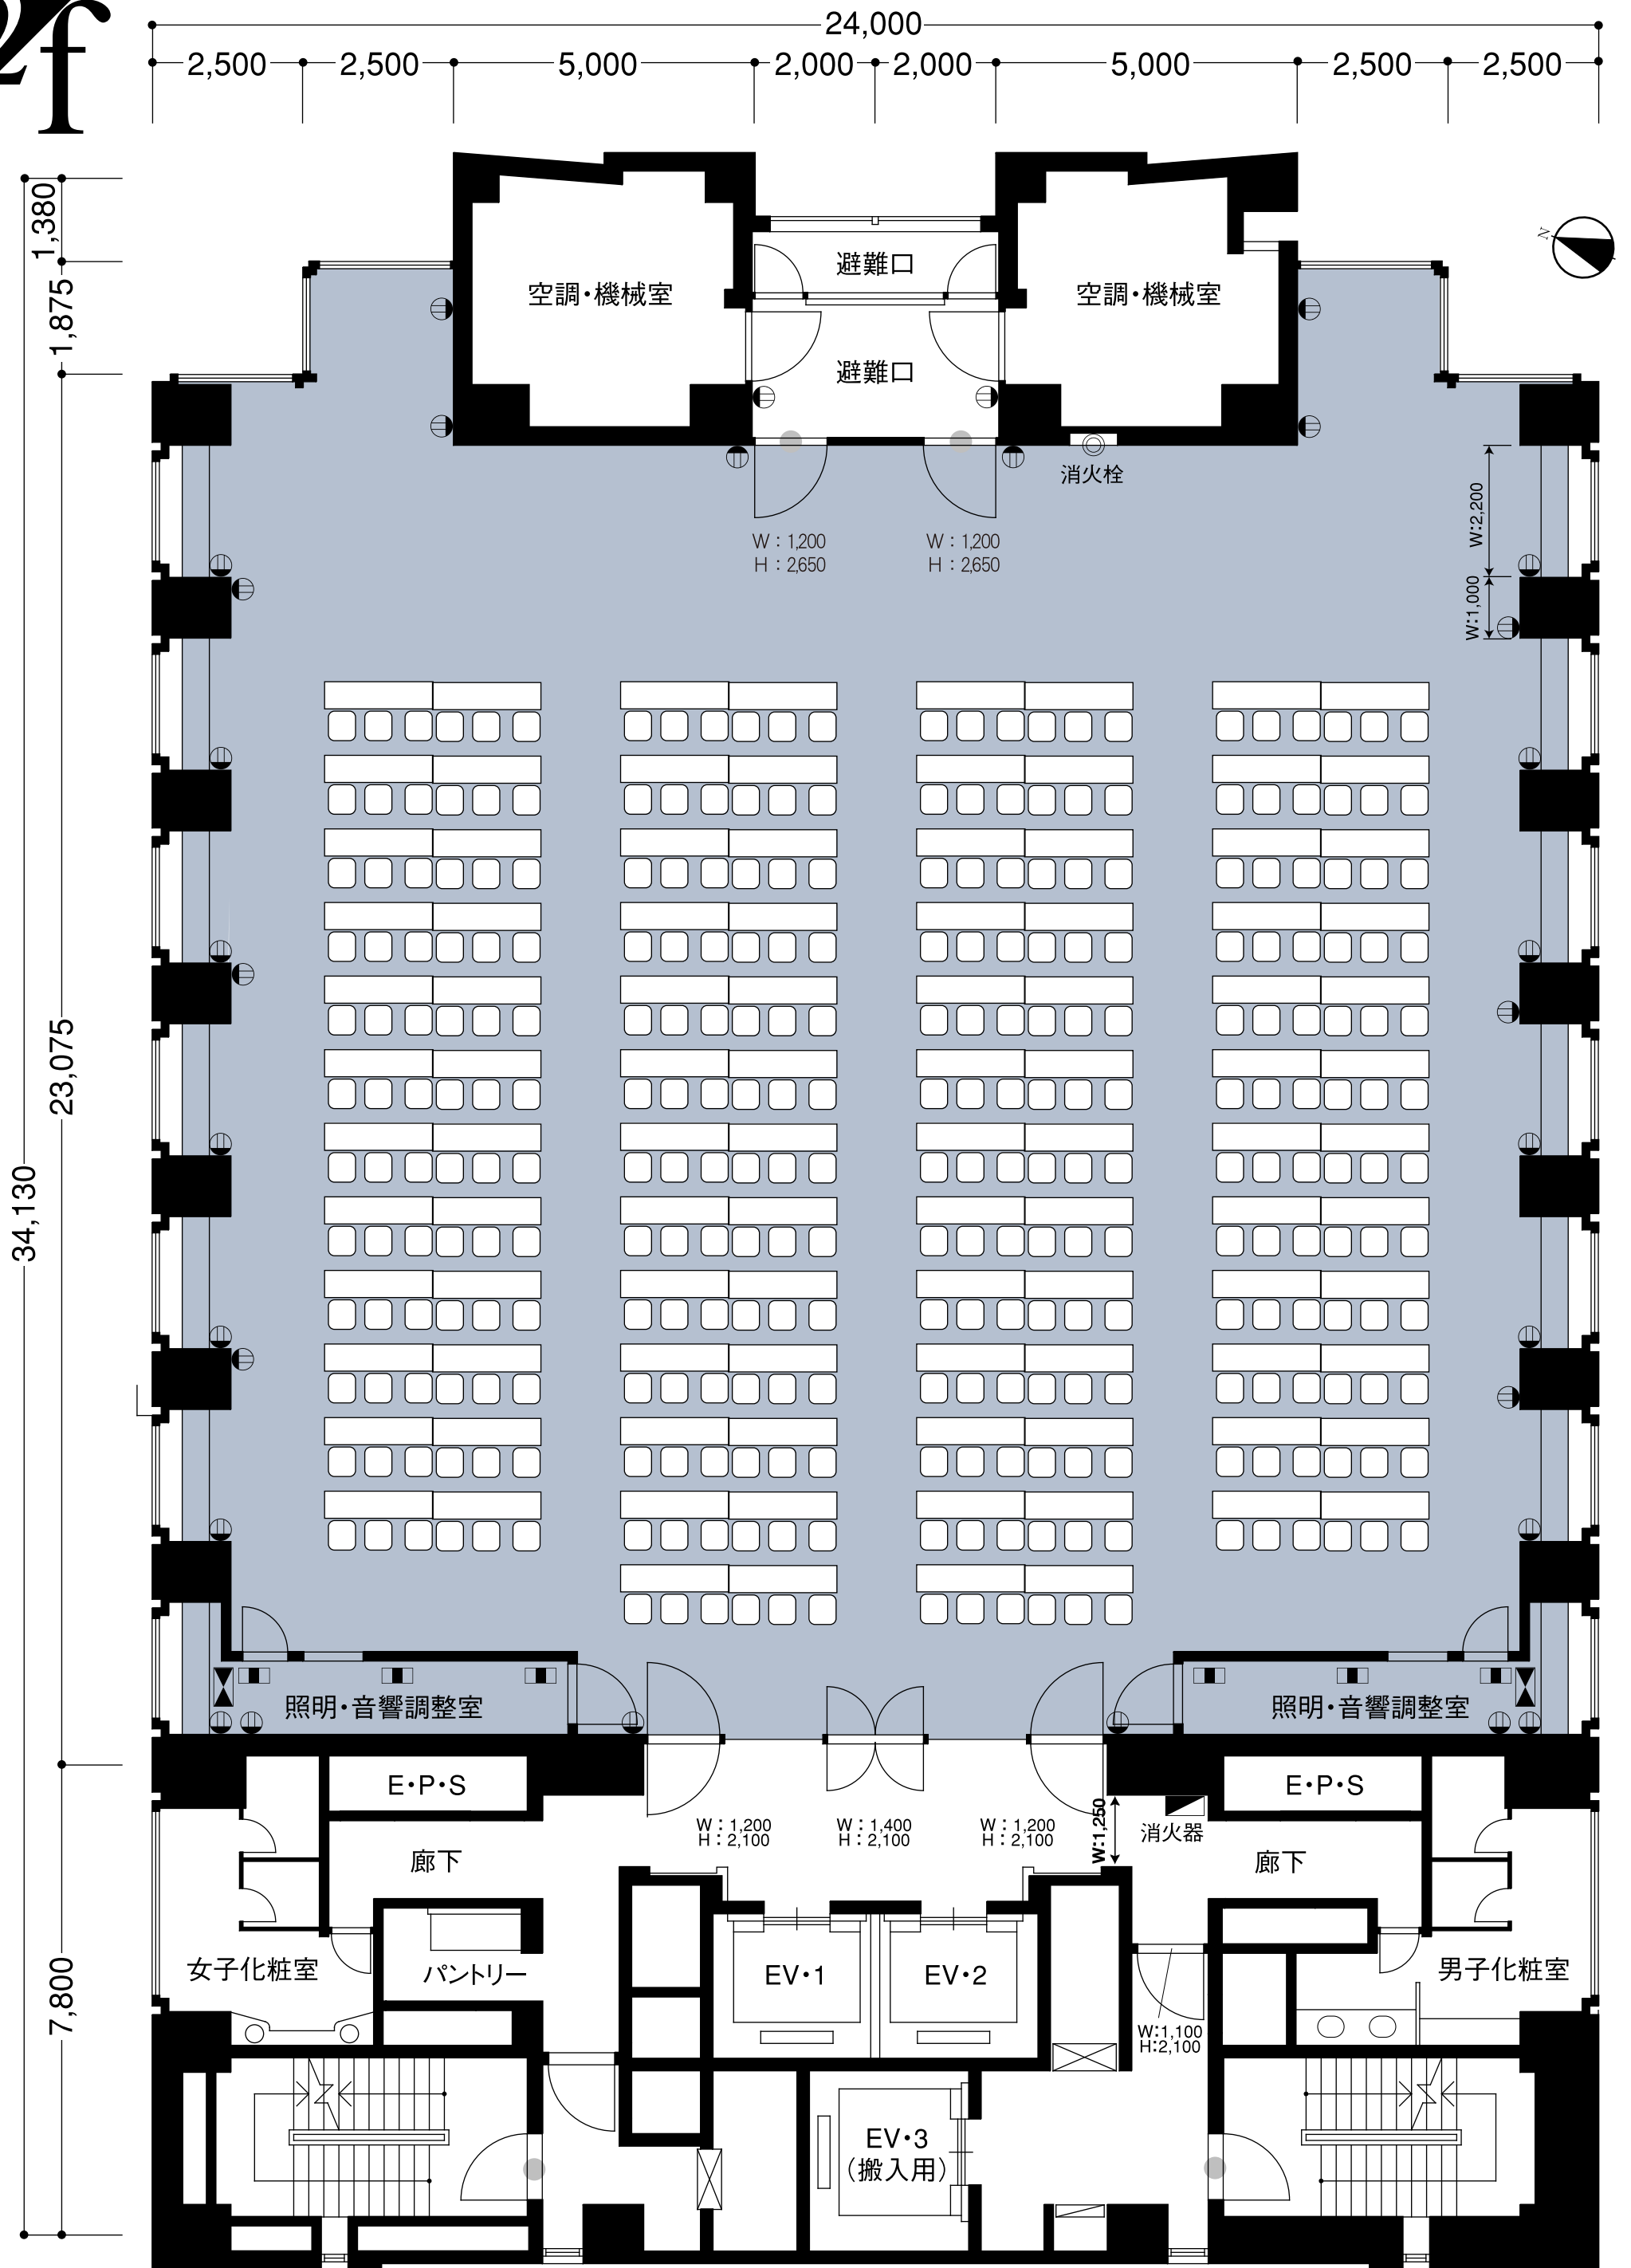 2f
24,000
2,500 2,500 5,000 2,000 2,000 5,000 2,500 2,500
1,380
1,875
23,075
34,130
7,800
N
空調・機械室
避難口
空調・機械室
避難口
消火栓
W：1,200
H：2,650
W：1,200
H：2,650
W:2,200
W:1,000
照明・音響調整室
照明・音響調整室
E・P・S
E・P・S
W：1,200
H：2,100
W：1,400
H：2,100
W：1,200
H：2,100
W:1,250
消火器
廊下
廊下
女子化粧室
パントリー
EV・1
EV・2
男子化粧室
W:1,100
H:2,100
EV・3
（搬入用）